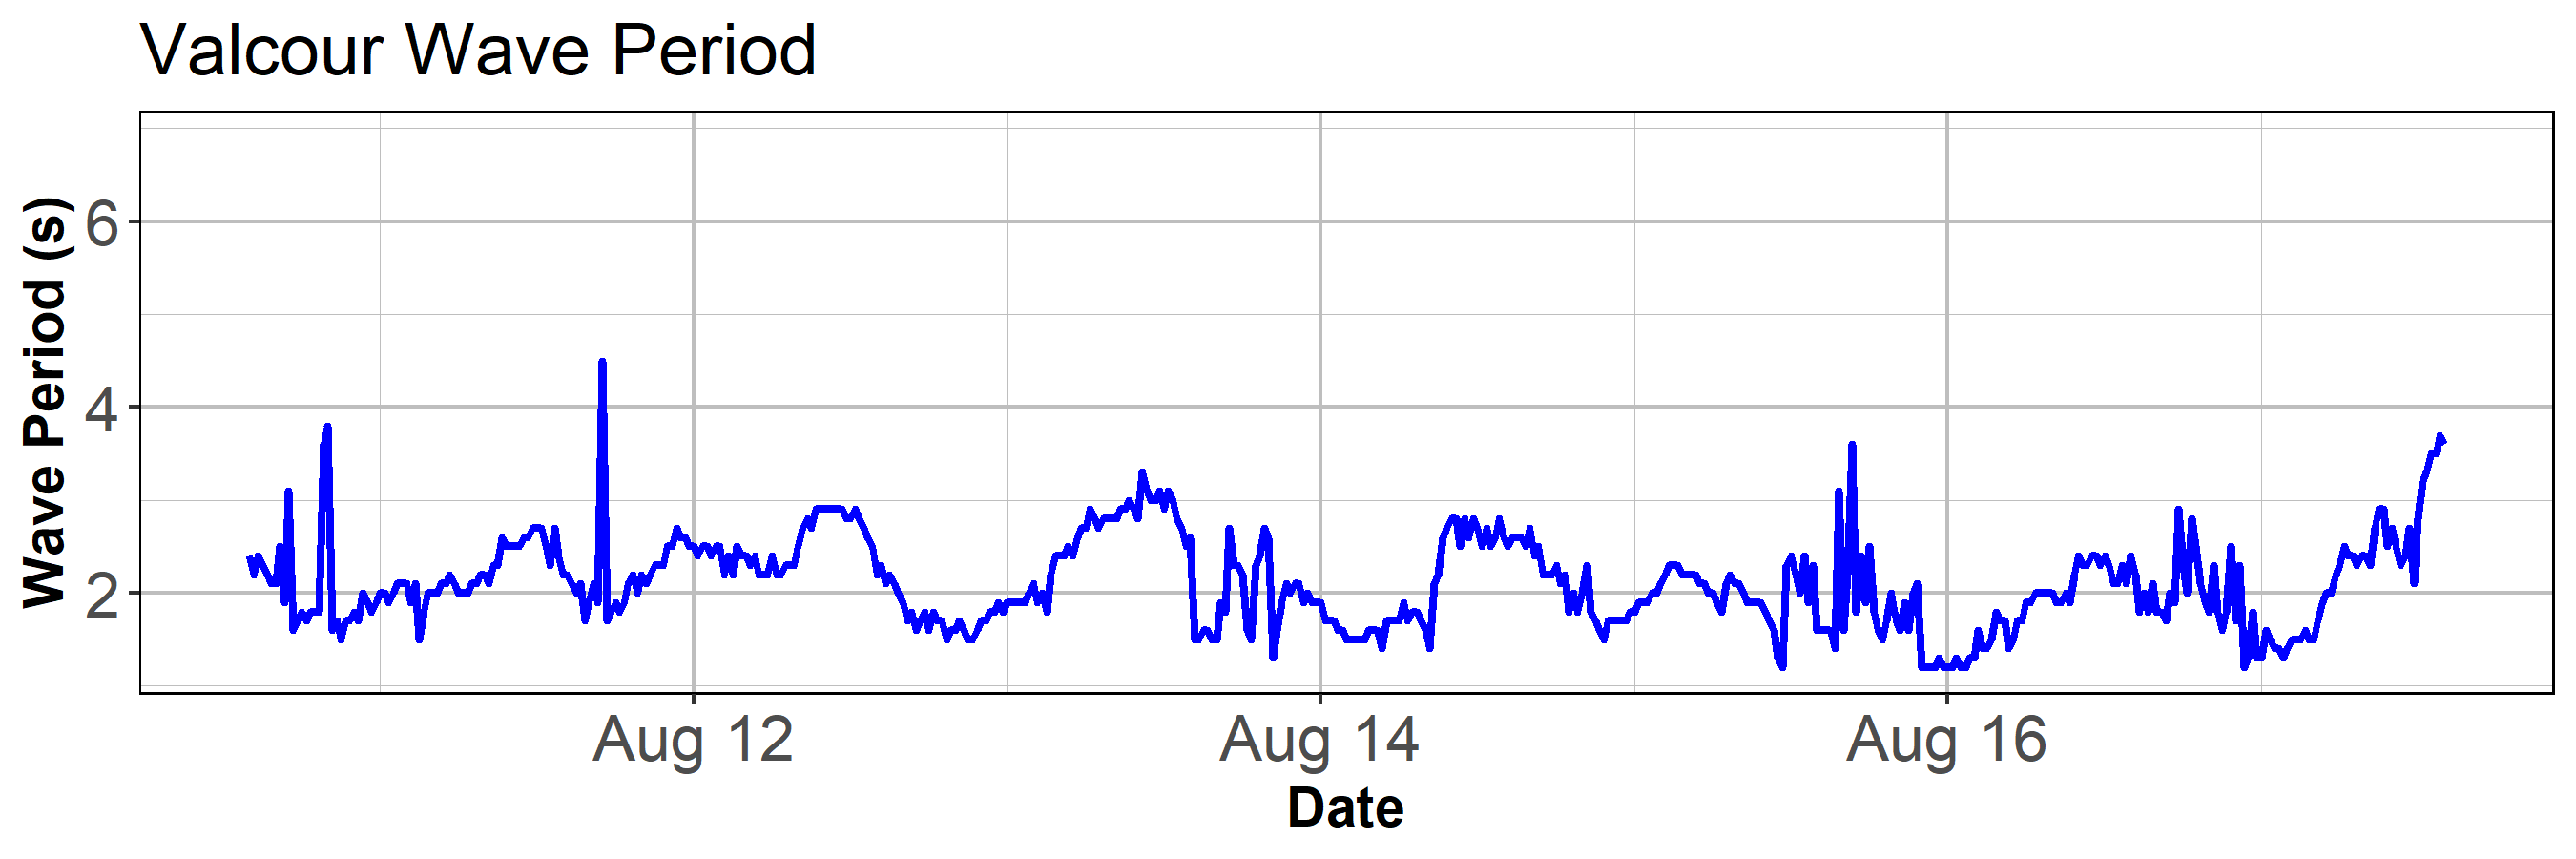 Valcour Wave Period
Wave Period (s)
6
4
2
Aug 12
Aug 14
Aug 16
Date